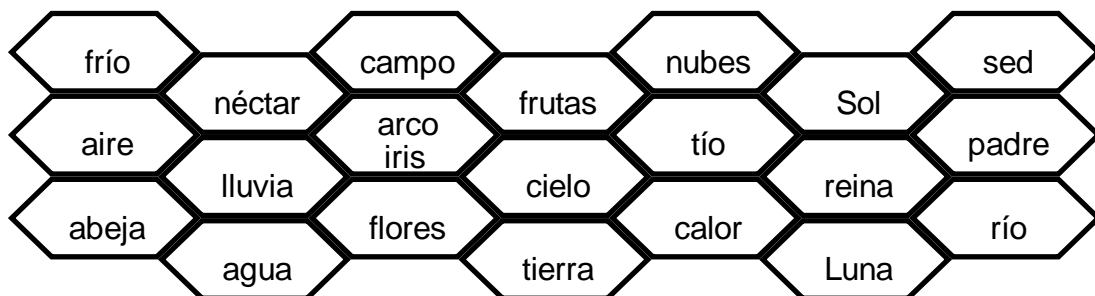 frío
campo
nubes
sed
néctar
frutas
Sol
aire
arco
iris
tío
padre
lluvia
cielo
reina
abeja
flores
calor
río
agua
tierra
Luna